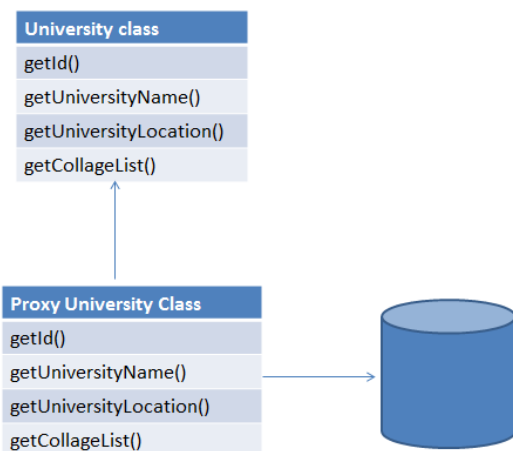 University class
getId()
getUniversityName()
getUniversityLocation()
getCollageList()
Proxy University Class
getId()
getUniversityName()
getUniversityLocation()
getCollageList()